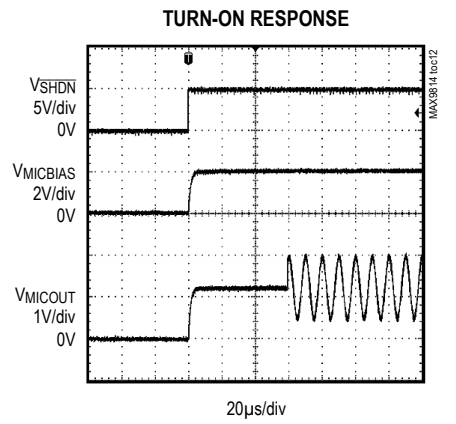 TURN-ON RESPONSE
MAX9814 toc12
VSHDN
5V/div
0V
VMICBIAS
2V/div
0V
VMICOUT
1V/div
0V
20μs/div